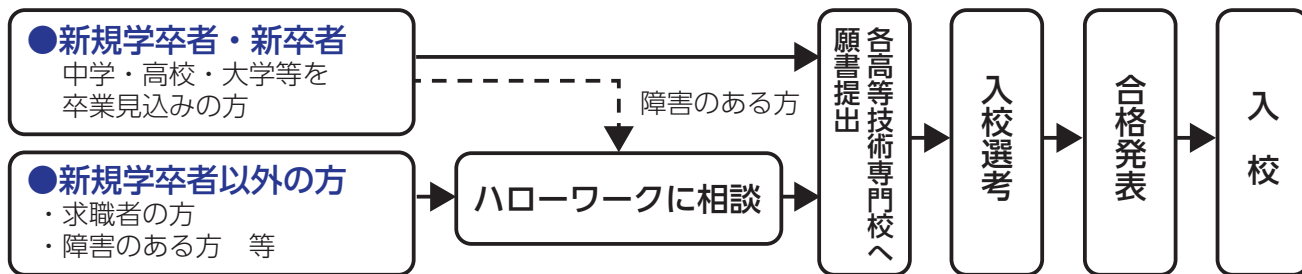 ●新規学卒者・新卒者
中学・高校・大学等を
卒業見込みの方
障害のある方
●新規学卒者以外の方
・求職者の方
・障害のある方　等
ハローワークに相談
各高等技術専門校へ
願書提出
入校選考
合格発表
入　校